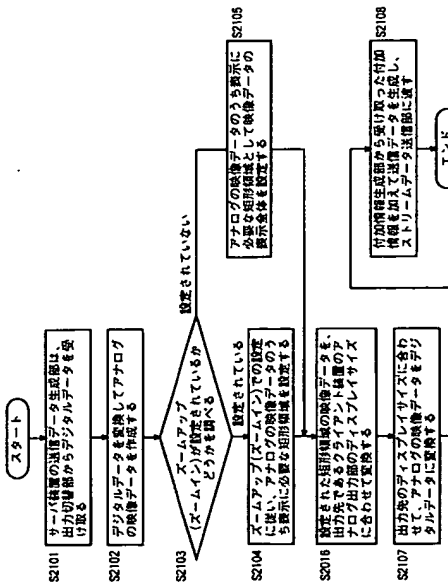 スタート
S2101
サーバ装置の送信データ生成部は、
出力切替部からデジタルデータを受
け取る
S2102
デジタルデータを変換してアナログ
の映像データを作成する
S2103
ズームアップ
(ズームイン)が設定されているか
どうかを調べる
設定されていない
設定されている
S2104
ズームアップ(ズームイン)での設定
に従い、アナログの映像データのう
ち表示に必要な矩形領域を設定する
S2105
アナログの映像データのうち表示に
必要な矩形領域として映像データの
表示全体を設定する
S2016
設定された矩形領域の映像データを、
出力先であるクライアント装置のア
ナログ出力部のディスプレイサイズ
に合わせて変換する
S2107
出力先のディスプレイサイズに合わ
せて、アナログの映像データをデジ
タルデータに変換する
S2108
付加情報生成部から受け取った付加
情報を加えて送信データを生成し、
ストリームデータ送信部に渡す
エンド